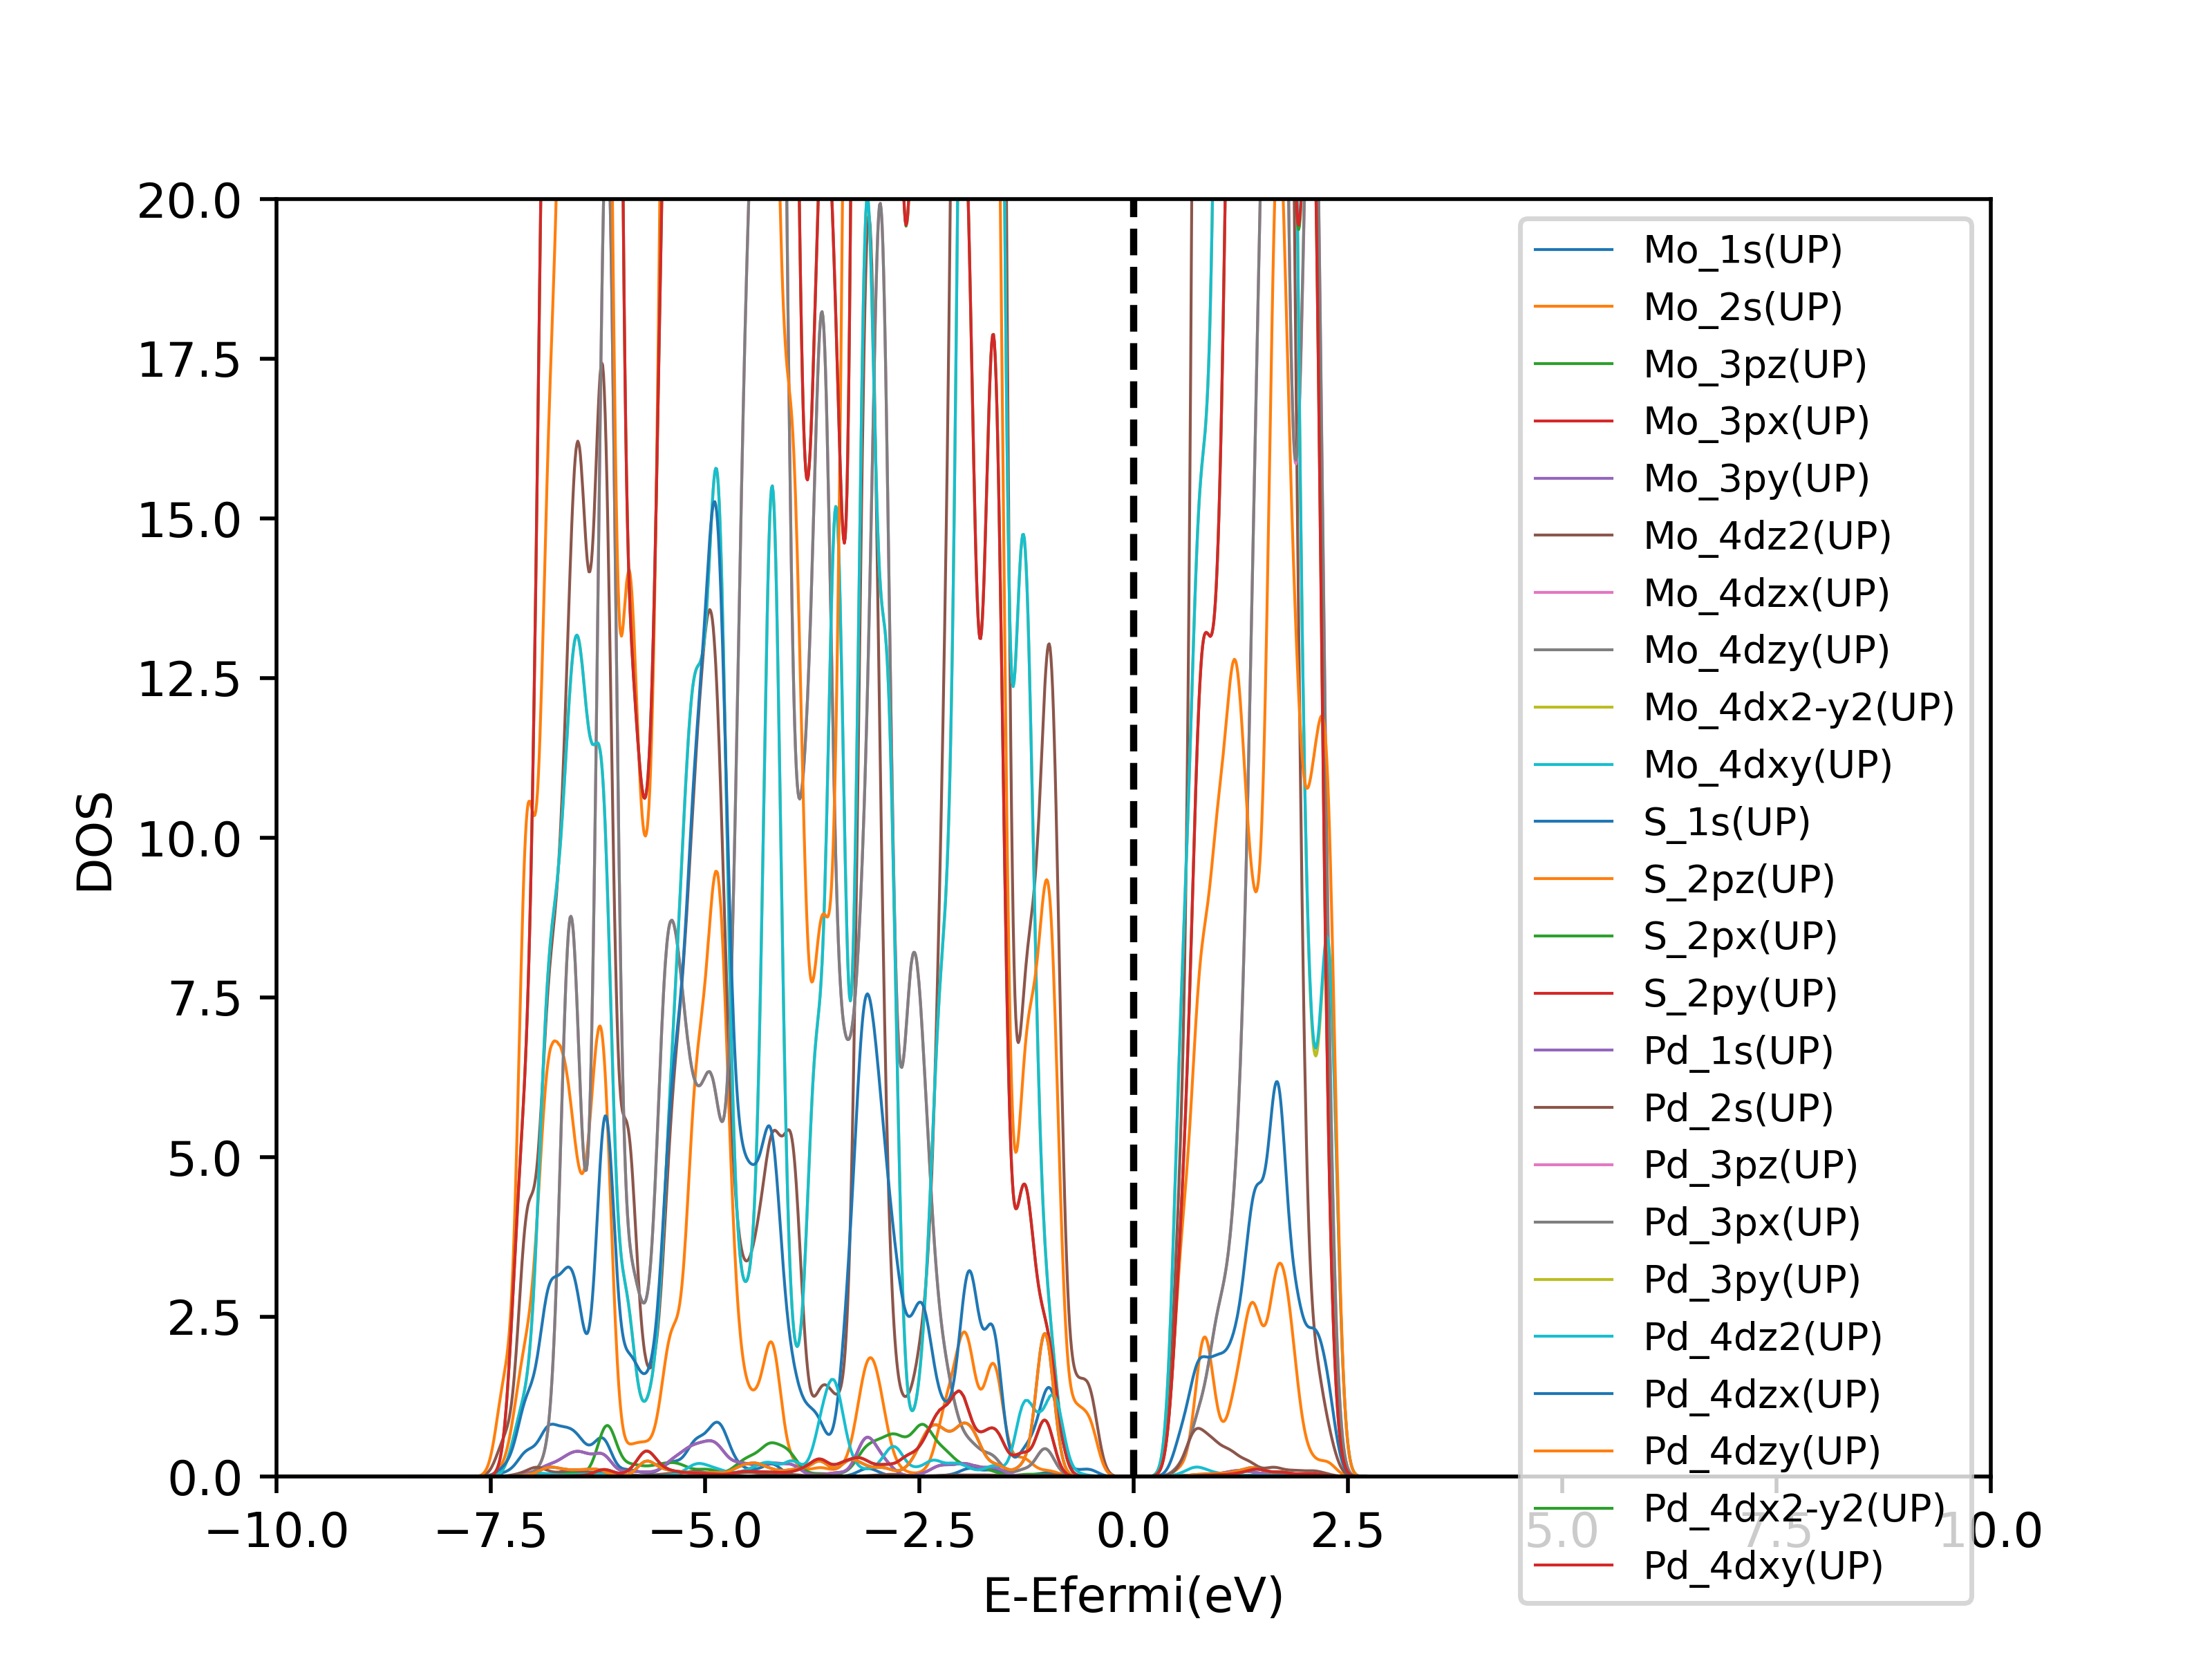 20.0
17.5
15.0
12.5
10.0
7.5
5.0
2.5
0.0
DOS
−10.0 −7.5 −5.0 −2.5 0.0 2.5 5.0 7.5 10.0
E-Efermi(eV)
Mo_1s(UP)
Mo_2s(UP)
Mo_3pz(UP)
Mo_3px(UP)
Mo_3py(UP)
Mo_4dz2(UP)
Mo_4dzx(UP)
Mo_4dzy(UP)
Mo_4dx2-y2(UP)
Mo_4dxy(UP)
S_1s(UP)
S_2pz(UP)
S_2px(UP)
S_2py(UP)
Pd_1s(UP)
Pd_2s(UP)
Pd_3pz(UP)
Pd_3px(UP)
Pd_3py(UP)
Pd_4dz2(UP)
Pd_4dzx(UP)
Pd_4dzy(UP)
Pd_4dx2-y2(UP)
Pd_4dxy(UP)